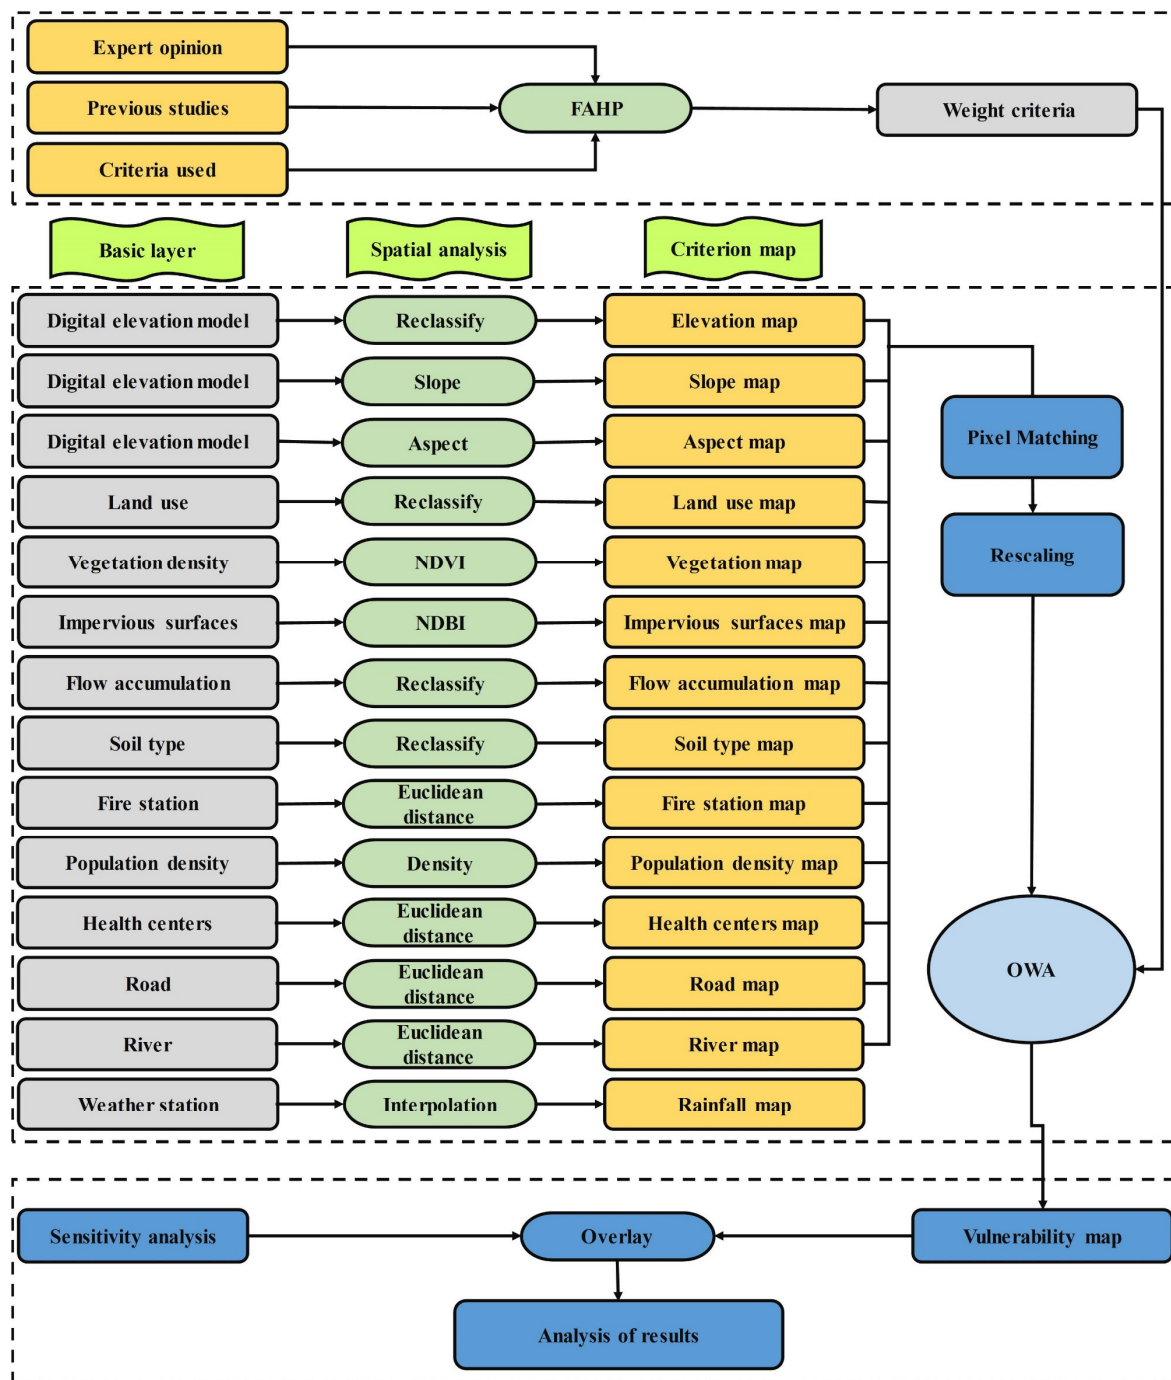 Expert opinion
Previous studies
FAHP
Weight criteria
Criteria used
Basic layer
Spatial analysis
Criterion map
Digital elevation model
Reclassify
Elevation map
Digital elevation model
Slope
Slope map
Digital elevation model
Aspect
Aspect map
Pixel Matching
Land use
Reclassify
Land use map
Vegetation density
NDVI
Vegetation map
Rescaling
Impervious surfaces
NDBI
Impervious surfaces map
Flow accumulation
Reclassify
Flow accumulation map
Soil type
Reclassify
Soil type map
Fire station
Euclidean
distance
Fire station map
Population density
Density
Population density map
Health centers
Euclidean
distance
Health centers map
Road
Euclidean
distance
Road map
OWA
River
Euclidean
distance
River map
Weather station
Interpolation
Rainfall map
Sensitivity analysis
Overlay
Vulnerability map
Analysis of results